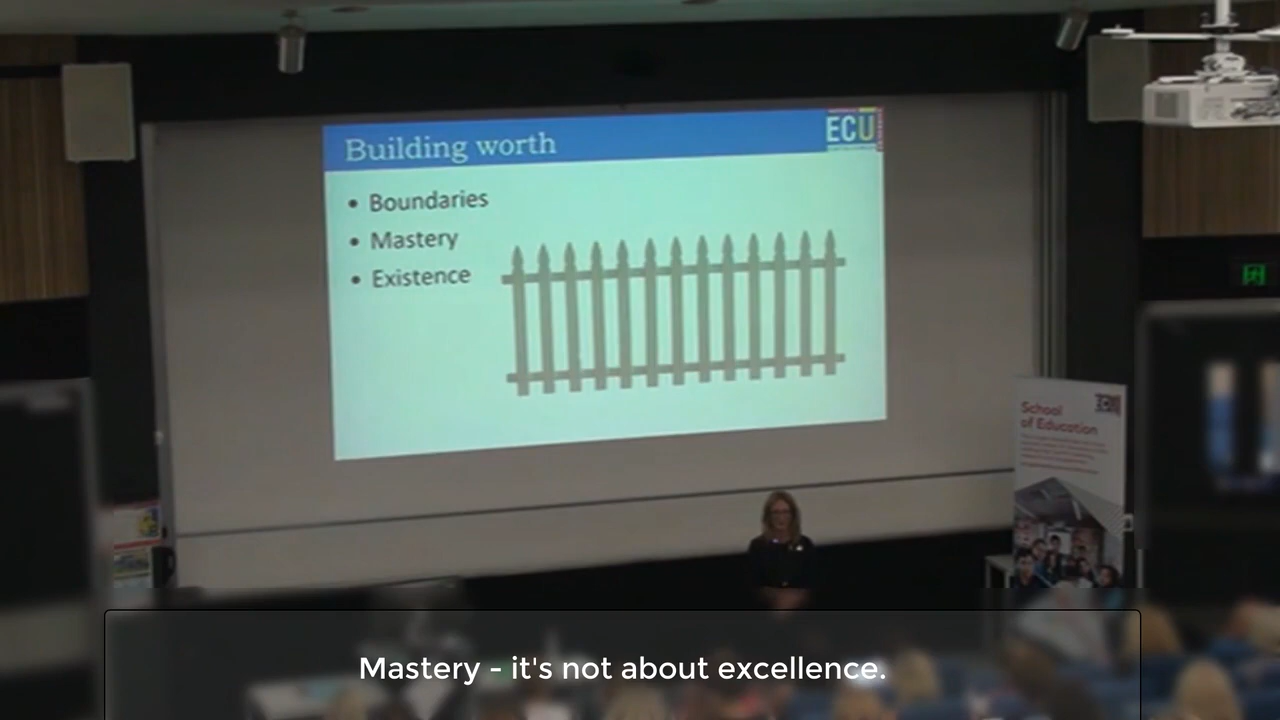 Building worth
ECU
• Boundaries
• Mastery
• Existence
School
of Education
Mastery - it's not about excellence.